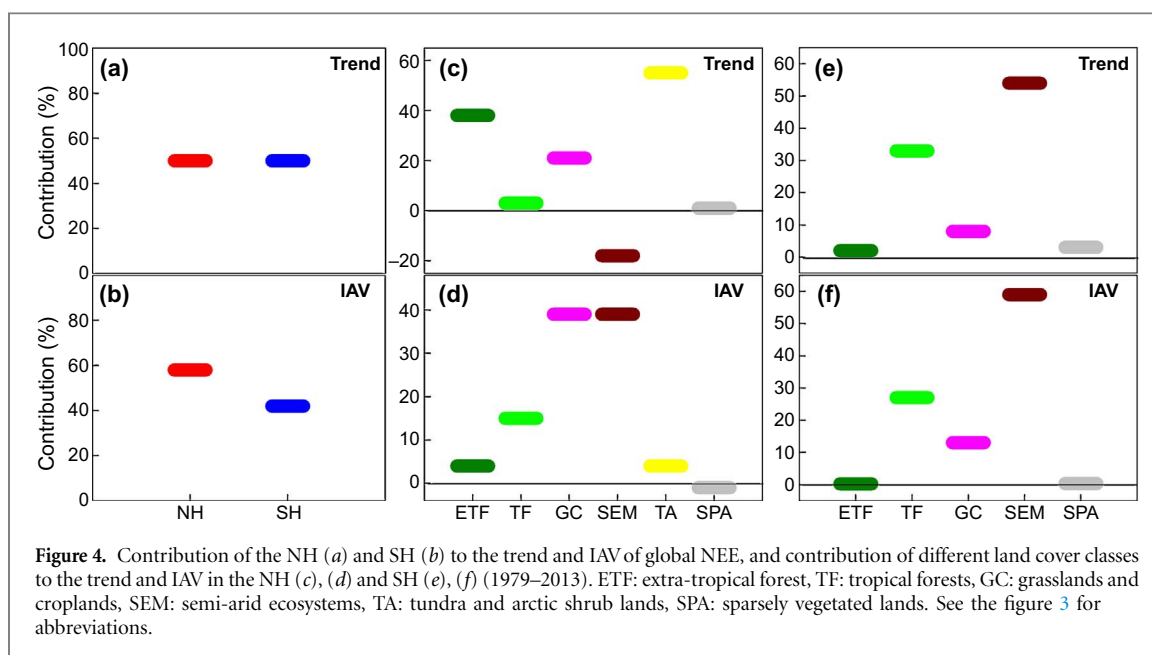 100
80
60
40
20
0
Contribution (%)
(a)
Trend
60
40
20
0
–20
(c)
Trend
60
50
40
30
20
10
0
(e)
Trend
80
60
40
20
0
Contribution (%)
(b)
IAV
NH SH
40
30
20
10
0
(d)
IAV
ETF TF GC SEM TA SPA
60
50
40
30
20
10
0
(f)
IAV
ETF TF GC SEM SPA
Figure 4. Contribution of the NH (a) and SH (b) to the trend and IAV of global NEE, and contribution of different land cover classes
to the trend and IAV in the NH (c), (d) and SH (e), (f) (1979–2013). ETF: extra-tropical forest, TF: tropical forests, GC: grasslands and
croplands, SEM: semi-arid ecosystems, TA: tundra and arctic shrub lands, SPA: sparsely vegetated lands. See the figure 3 for
abbreviations.